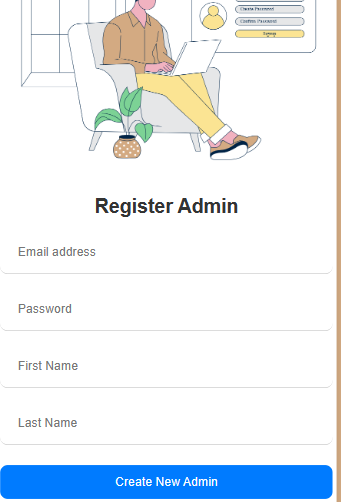 Create Password
Confirm Password
Signup
Register Admin
Email address
Password
First Name
Last Name
Create New Admin